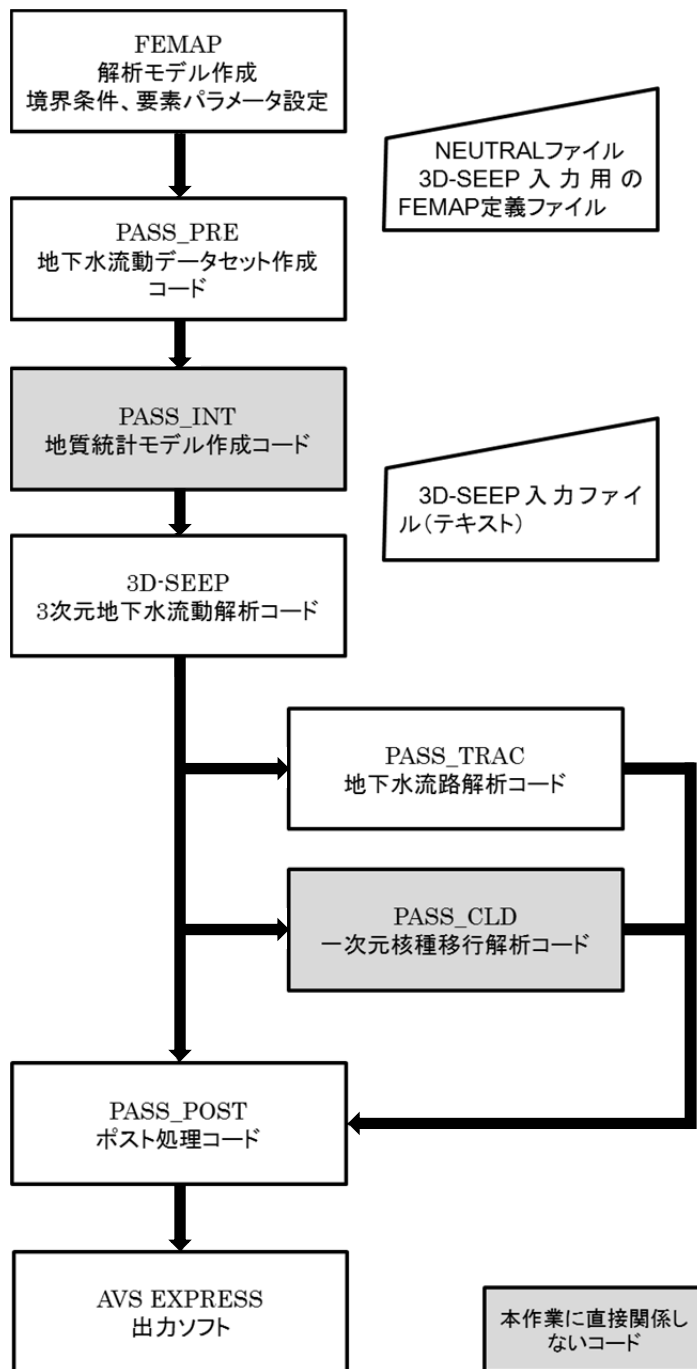 FEMAP
解析モデル作成
境界条件、要素パラメータ設定
NEUTRALファイル
3D-SEEP 入力用の
FEMAP定義ファイル
PASS_PRE
地下水流動データセット作成
コード
PASS_INT
地質統計モデル作成コード
3D-SEEP 入力ファイ
ル(テキスト)
3D-SEEP
3次元地下水流動解析コード
PASS_TRAC
地下水流路解析コード
PASS_CLD
一次元核種移行解析コード
PASS_POST
ポスト処理コード
AVS EXPRESS
出力ソフト
本作業に直接関係し
ないコード